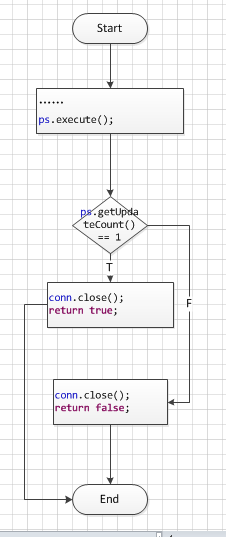 Start
......
ps.execute();
ps.getUpda
teCount()
== 1
T
F
conn.close();
return true;
conn.close();
return false;
End